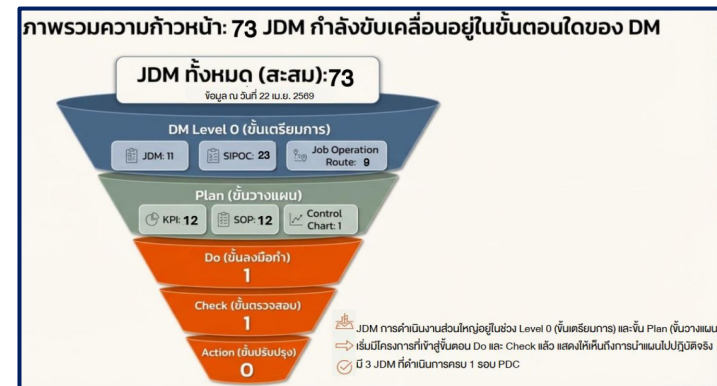 ภาพรวมความก้าวหน้า: 73 JDM กำลังขับเคลื่อนอยู่ในขั้นตอนใดของ DM
JDM ทั้งหมด (สะสม):73
ข้อมูล ณ วันที่ 22 เม.ย. 2569
DM Level 0 (ขั้นเตรียมการ)
JDM: 11
SIPOC: 23
Job Operation
Route: 9
Plan (ขั้นวางแผน)
KPI: 12
SOP: 12
Control
Chart: 1
Do (ขั้นลงมือทำ)
1
Check (ขั้นตรวจสอบ)
1
Action (ขั้นปรับปรุง)
0
JDM การดำเนินงานส่วนใหญ่อยู่ในช่วง Level 0 (ขั้นเตรียมการ) และขั้น Plan (ขั้นวางแผน
เริ่มมีโครงการที่เข้าสู่ขั้นตอน Do และ Check แล้ว แสดงให้เห็นถึงการนำแผนไปปฏิบัติจริง
มี 3 JDM ที่ดำเนินการครบ 1 รอบ PDC